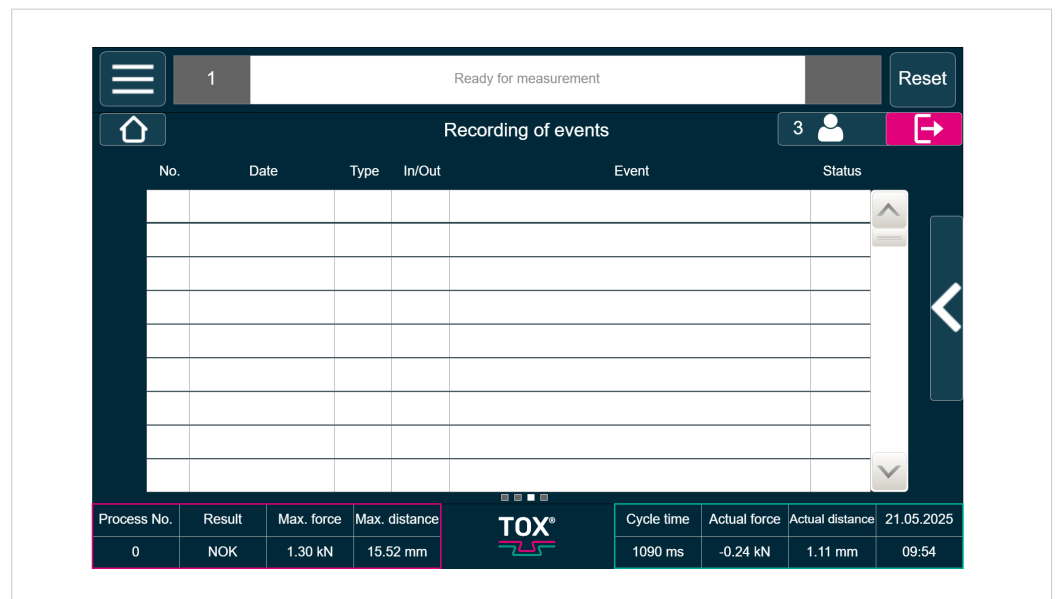 1 Ready for measurement Reset
Recording of events 3
No. Date Type In/Out Event Status
Process No. Result Max. force Max. distance TOX® Cycle time Actual force Actual distance 21.05.2025
0 NOK 1.30 kN 15.52 mm 1090 ms -0.24 kN 1.11 mm 09:54